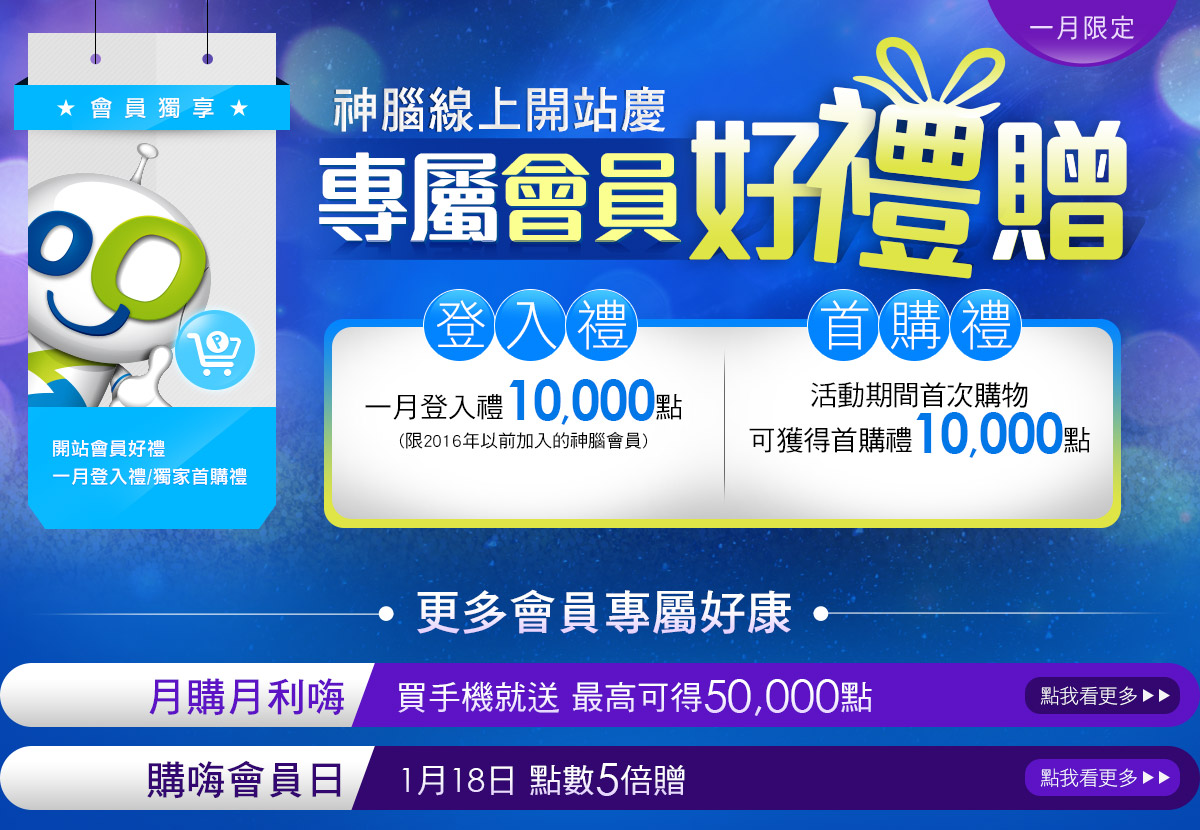 一月限定
★ 會員獨享 ★
神腦線上開站慶
專屬會員好禮贈
P
開站會員好禮
一月登入禮/獨家首購禮
登入禮
一月登入禮10,000點
(限2016年以前加入的神腦會員)
首購禮
活動期間首次購物
可獲得首購禮10,000點
更多會員專屬好康
月購月利嗨
買手機就送 最高可得50,000點
點我看更多▶▶
購嗨會員日
1月18日 點數5倍贈
點我看更多▶▶